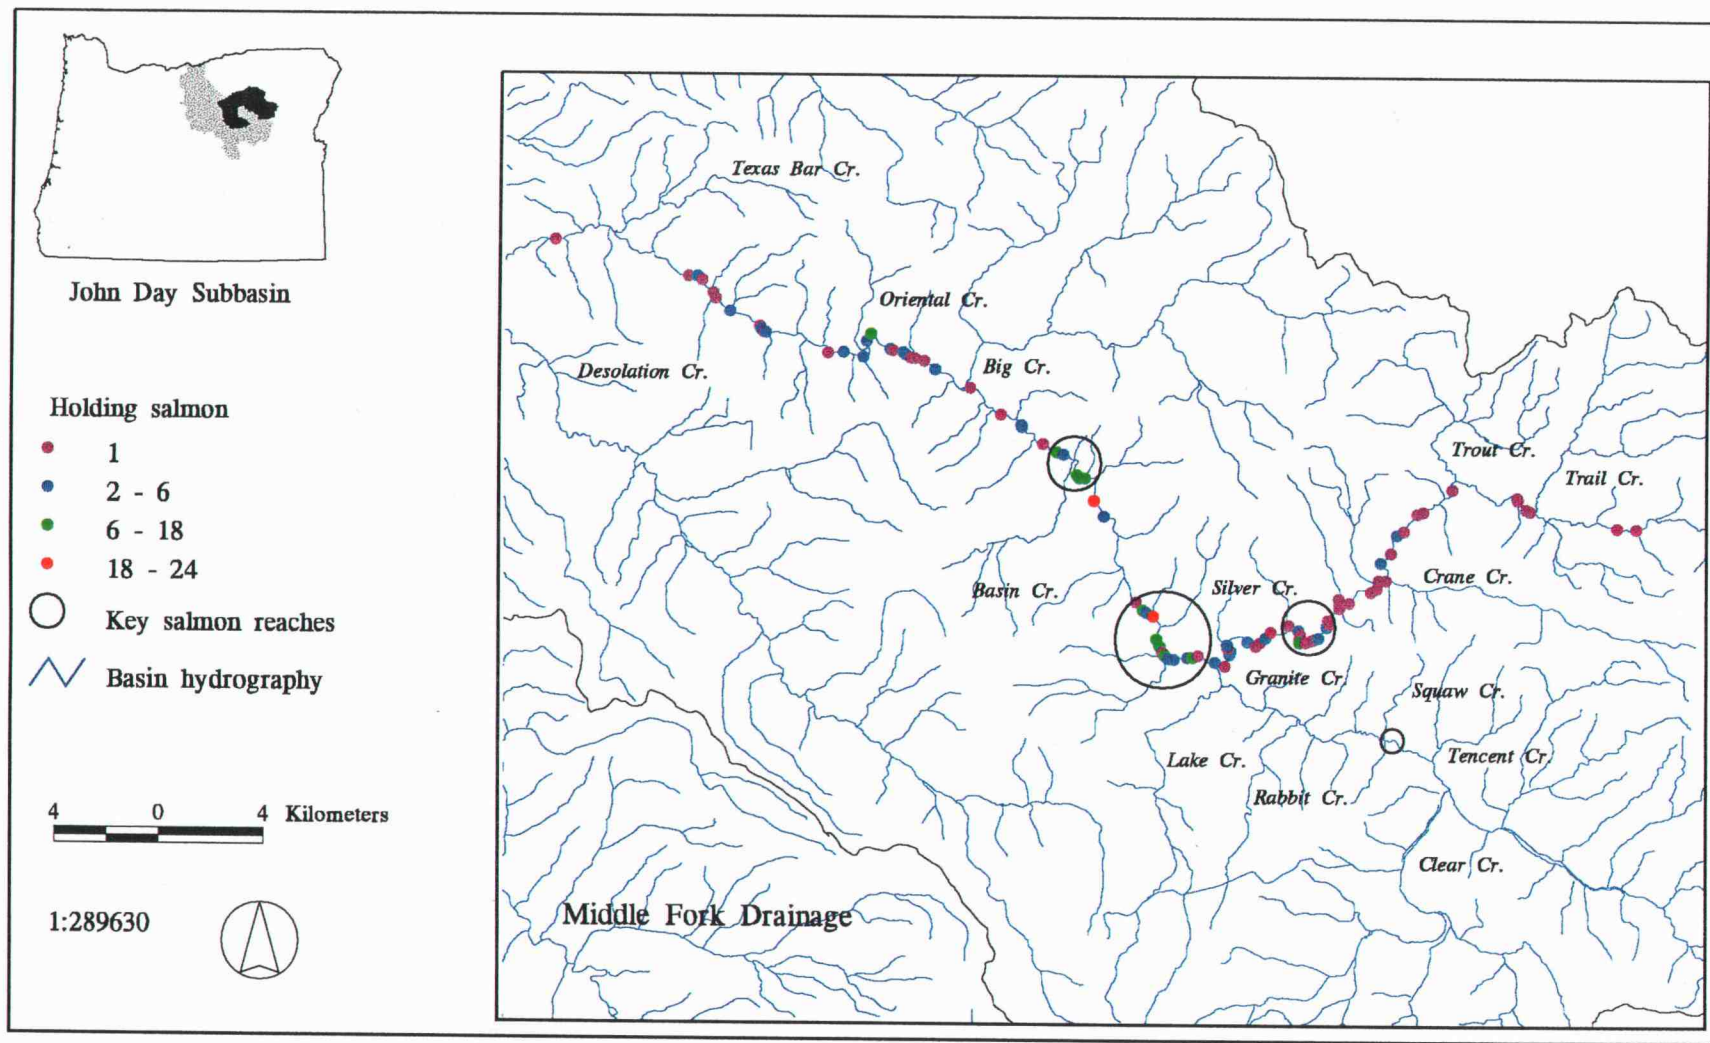 John Day Subbasin
Holding salmon
1
2 - 6
6 - 18
18 - 24
Key salmon reaches
Basin hydrography
4 0 4 Kilometers
1:289630
Texas Bar Cr.
Oriental Cr.
Desolation Cr.
Big Cr.
Trout Cr.
Trail Cr.
Basin Cr.
Silver Cr.
Crane Cr.
Granite Cr.
Squaw Cr.
Lake Cr.
Tencent Cr.
Rabbit Cr.
Clear Cr.
Middle Fork Drainage